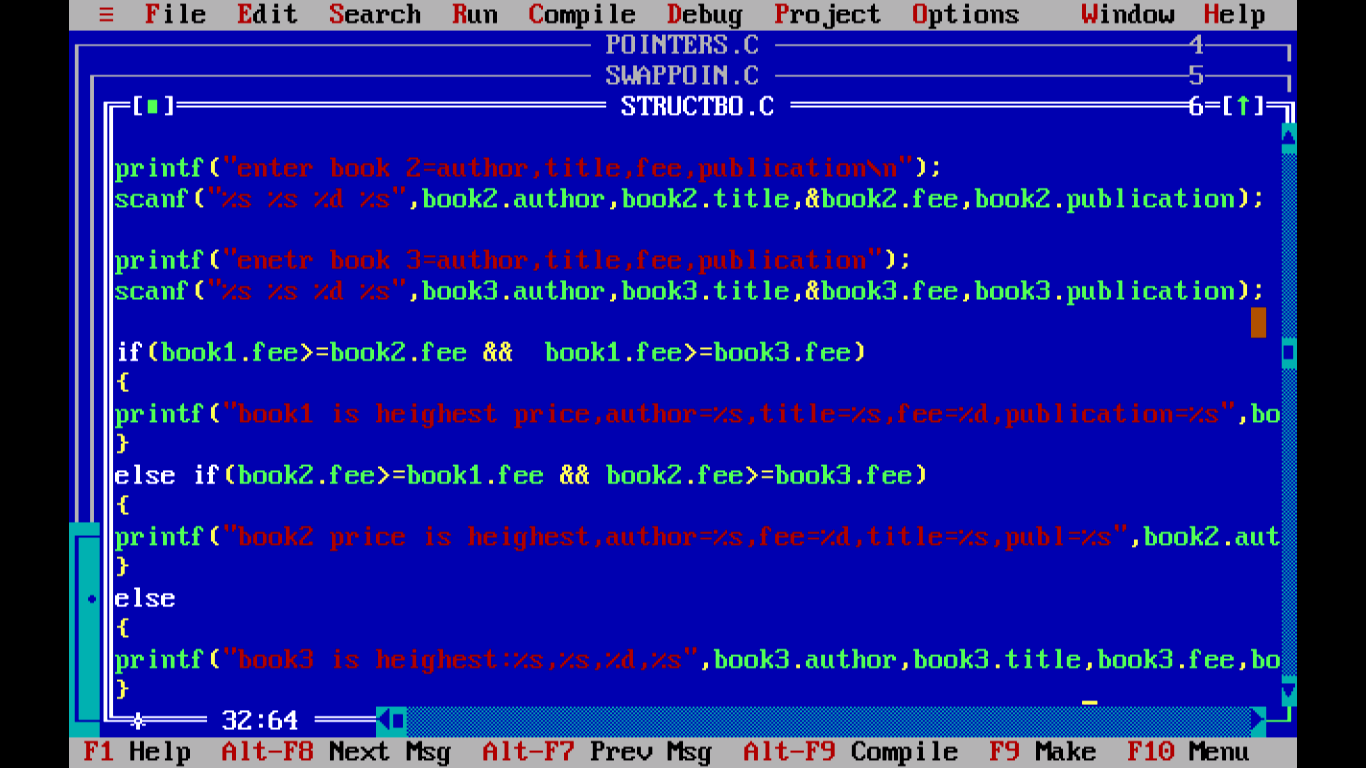 ≡ File Edit Search Run Compile Debug Project Options Window Help
POINTERS.C 4
SWAPPOIN.C 5
[■] STRUCTBO.C 6=[↑]
printf("enter book 2=author,title,fee,publication\n");
scanf("%s %s %d %s",book2.author,book2.title,&book2.fee,book2.publication);
printf("enetr book 3=author,title,fee,publication");
scanf("%s %s %d %s",book3.author,book3.title,&book3.fee,book3.publication);
if(book1.fee>=book2.fee &&  book1.fee>=book3.fee)
{
printf("book1 is heighest price,author=%s,title=%s,fee=%d,publication=%s",bo
}
else if(book2.fee>=book1.fee && book2.fee>=book3.fee)
{
printf("book2 price is heighest,author=%s,fee=%d,title=%s,publ=%s",book2.aut
}
else
{
printf("book3 is heighest:%s,%s,%d,%s",book3.author,book3.title,book3.fee,bo
}
32:64
F1 Help Alt-F8 Next Msg Alt-F7 Prev Msg Alt-F9 Compile F9 Make F10 Menu